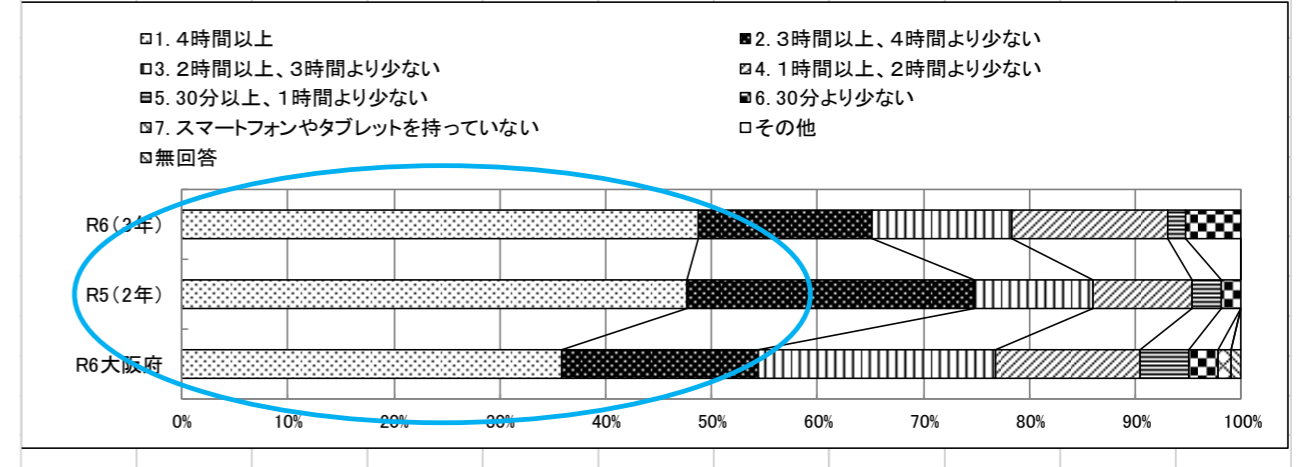 1. 4時間以上
2. 3時間以上、4時間より少ない
3. 2時間以上、3時間より少ない
4. 1時間以上、2時間より少ない
5. 30分以上、1時間より少ない
6. 30分より少ない
7. スマートフォンやタブレットを持っていない
その他
無回答
R6(3年)
R5(2年)
R6大阪府
0% 10% 20% 30% 40% 50% 60% 70% 80% 90% 100%